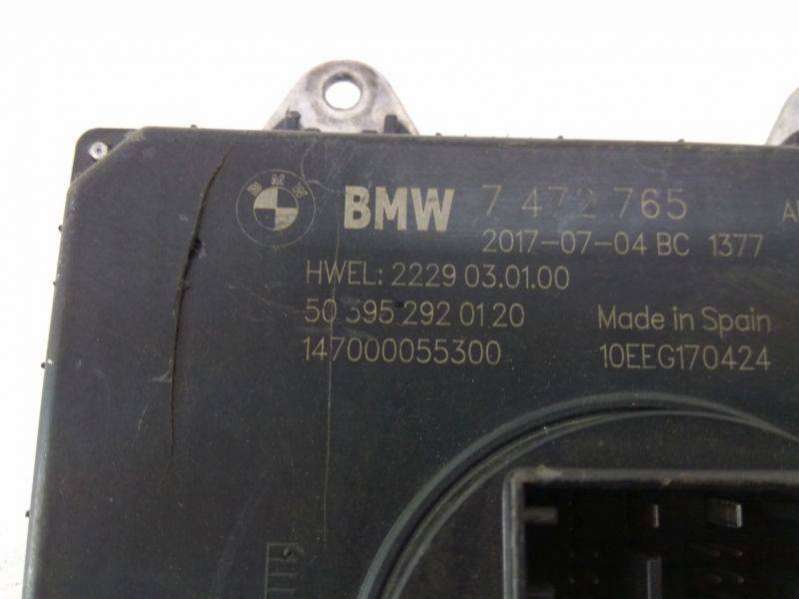 BMW 7 472 765
2017-07-04 BC 1377
HWEL: 2229 03.01.00
50 395 292 01 20 Made in Spain
147000055300 10EEG170424